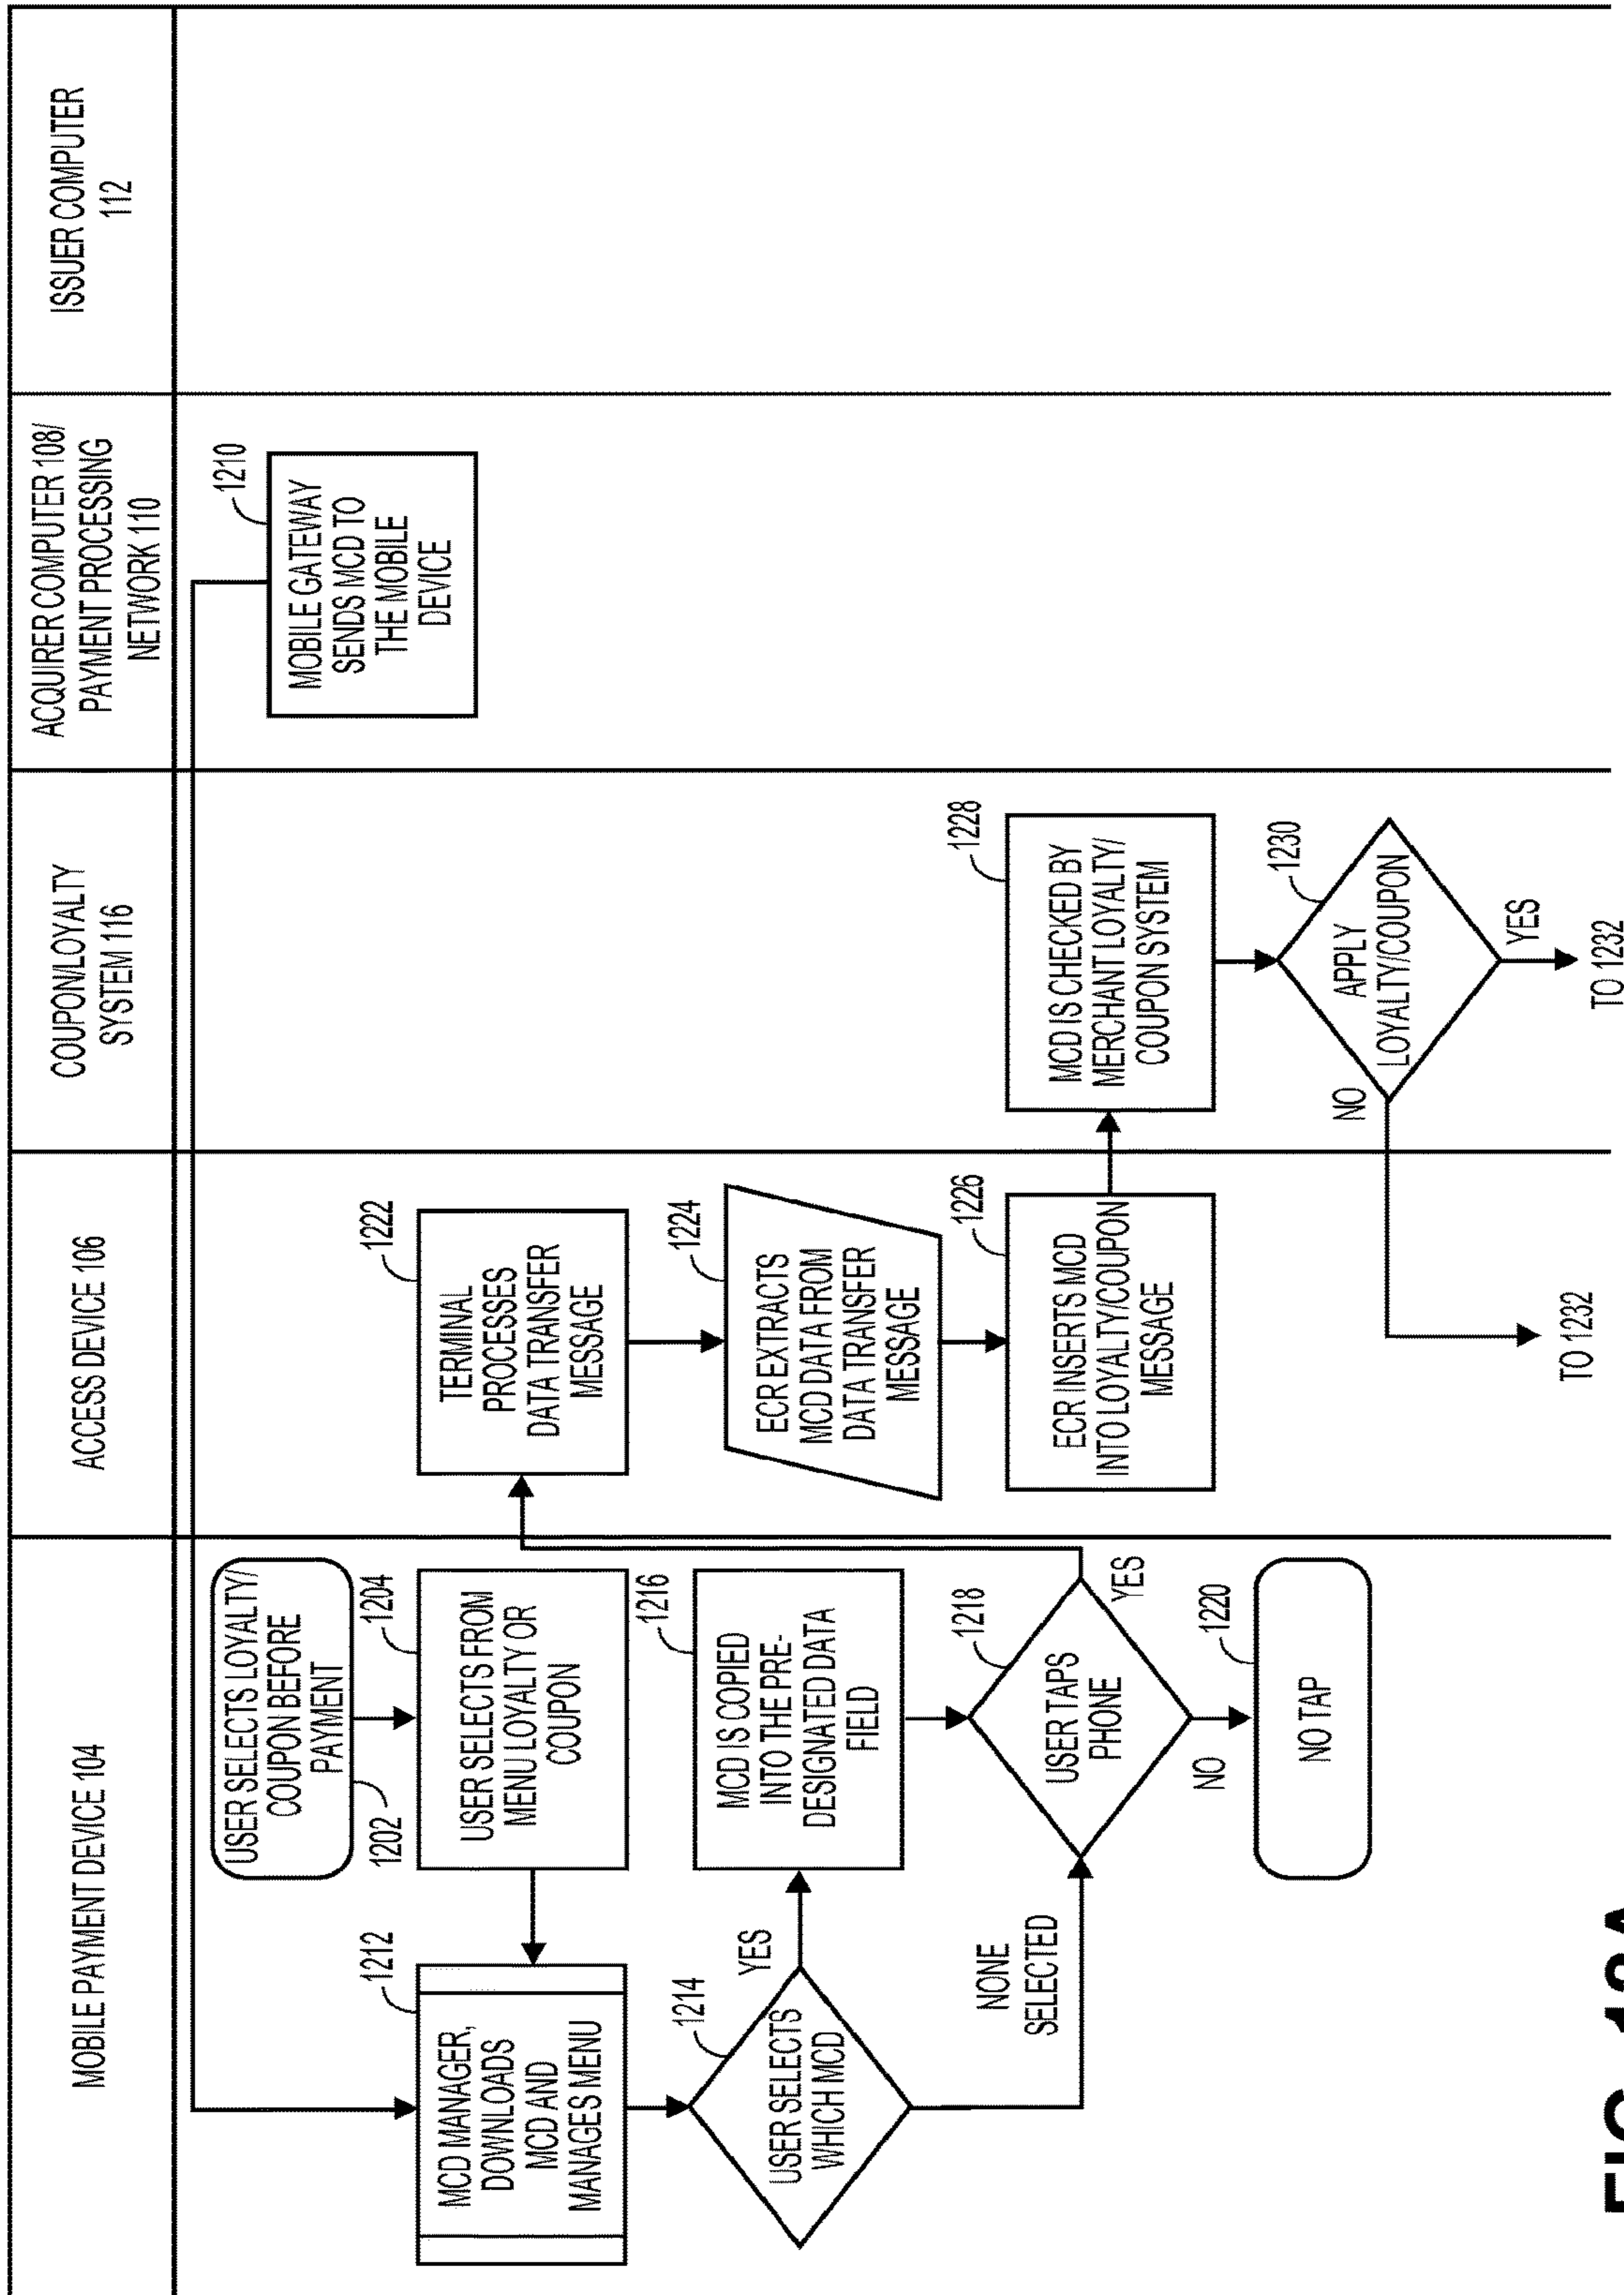 MOBILE PAYMENT DEVICE 104
ACCESS DEVICE 106
COUPON/LOYALTY
SYSTEM 116
ACQUIRER COMPUTER 108/
PAYMENT PROCESSING
NETWORK 110
ISSUER COMPUTER
112
USER SELECTS LOYALTY/
COUPON BEFORE
PAYMENT
1202
1204
USER SELECTS FROM
MENU LOYALTY OR
COUPON
1210
MOBILE GATEWAY
SENDS MCD TO
THE MOBILE
DEVICE
1212
MCD MANAGER,
DOWNLOADS
MCD AND
MANAGES MENU
1214
USER SELECTS
WHICH MCD
YES
NONE
SELECTED
1216
MCD IS COPIED
INTO THE PRE-
DESIGNATED DATA
FIELD
1218
USER TAPS
PHONE
YES
NO
1220
NO TAP
1222
TERMINAL
PROCESSES
DATA TRANSFER
MESSAGE
1224
ECR EXTRACTS
MCD DATA FROM
DATA TRANSFER
MESSAGE
1226
ECR INSERTS MCD
INTO LOYALTY/COUPON
MESSAGE
1228
MCD IS CHECKED BY
MERCHANT LOYALTY/
COUPON SYSTEM
1230
APPLY
LOYALTY/COUPON
NO
YES
TO 1232
TO 1232
FIG. 12A